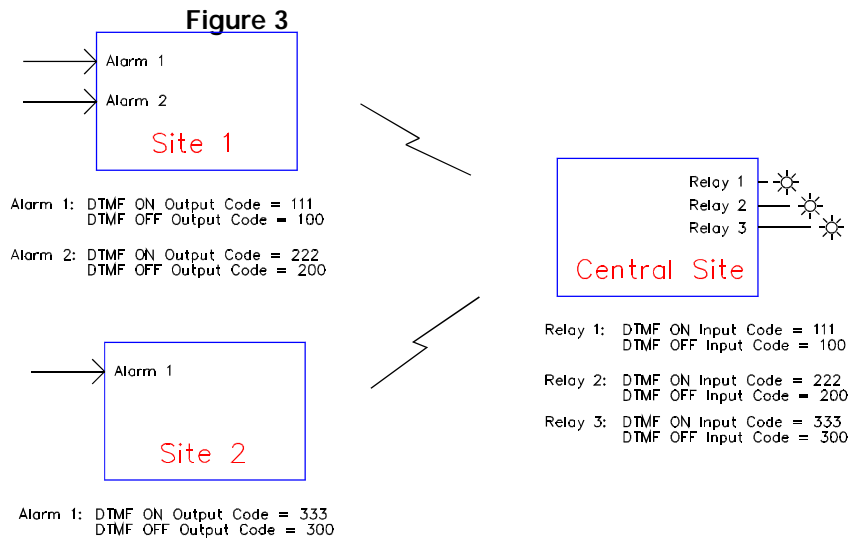 Figure 3
Alarm 1
Alarm 2
Site 1
Alarm 1: DTMF ON Output Code = 111
DTMF OFF Output Code = 100
Alarm 2: DTMF ON Output Code = 222
DTMF OFF Output Code = 200
Alarm 1
Site 2
Alarm 1: DTMF ON Output Code = 333
DTMF OFF Output Code = 300
Relay 1
Relay 2
Relay 3
Central Site
Relay 1: DTMF ON Input Code = 111
DTMF OFF Input Code = 100
Relay 2: DTMF ON Input Code = 222
DTMF OFF Input Code = 200
Relay 3: DTMF ON Input Code = 333
DTMF OFF Input Code = 300